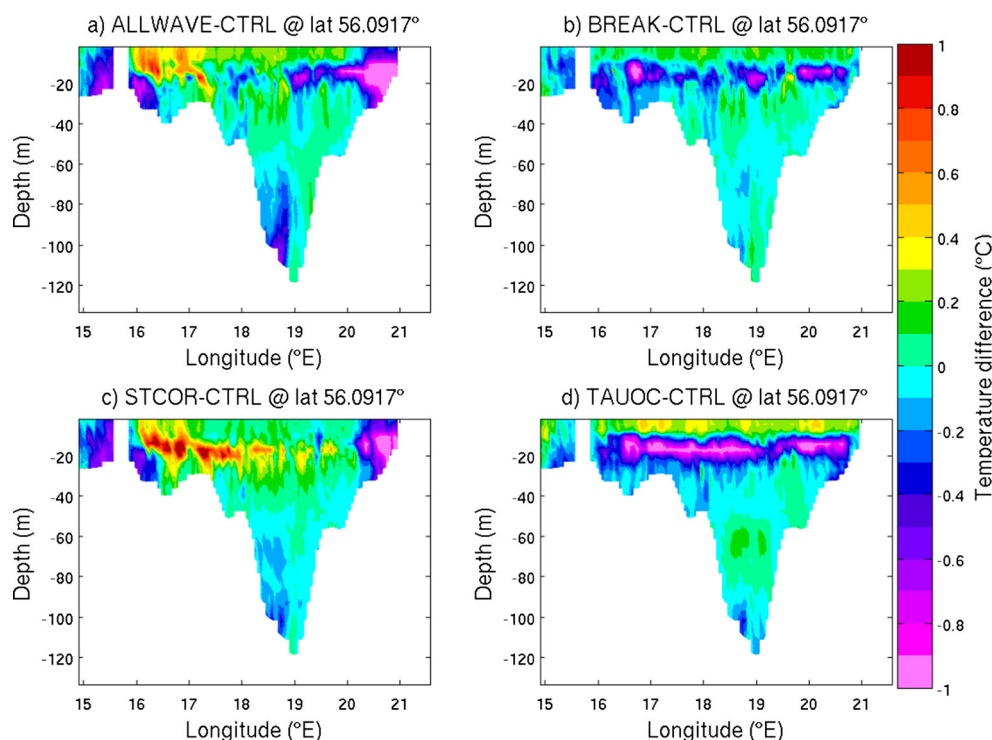 a) ALLWAVE-CTRL @ lat 56.0917°
b) BREAK-CTRL @ lat 56.0917°
-20
-40
-60
-80
-100
-120
Depth (m)
15 16 17 18 19 20 21
Longitude (°E)
-20
-40
-60
-80
-100
-120
Depth (m)
15 16 17 18 19 20 21
Longitude (°E)
c) STCOR-CTRL @ lat 56.0917°
d) TAUOC-CTRL @ lat 56.0917°
-20
-40
-60
-80
-100
-120
Depth (m)
15 16 17 18 19 20 21
Longitude (°E)
-20
-40
-60
-80
-100
-120
Depth (m)
15 16 17 18 19 20 21
Longitude (°E)
1
0.8
0.6
0.4
0.2
0
-0.2
-0.4
-0.6
-0.8
-1
Temperature difference (°C)